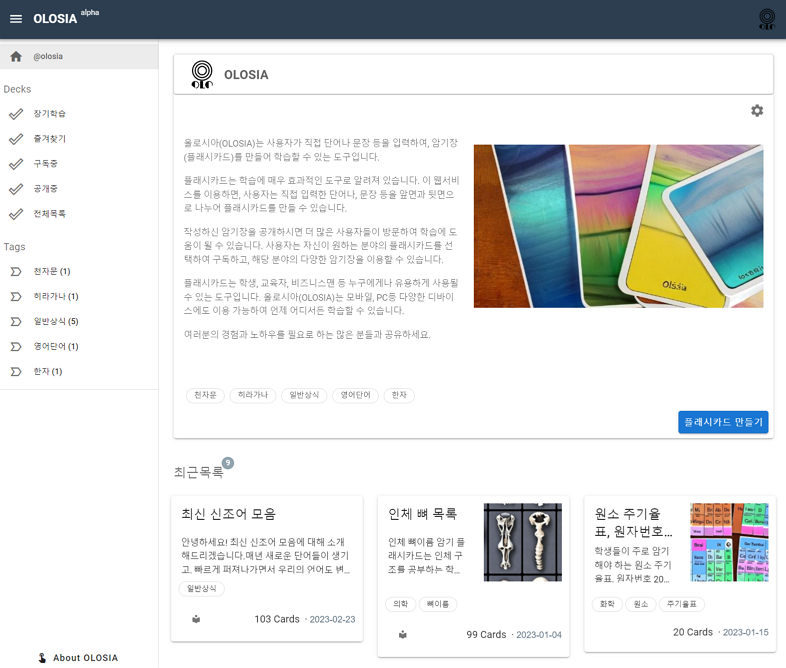 OLOSIA alpha
OLO
@olosia
Decks
장기학습
즐겨찾기
구독중
공개중
전체목록
Tags
천자문 (1)
히라가나 (1)
일반상식 (5)
영어단어 (1)
한자 (1)
About OLOSIA
OLO
OLOSIA
올로시아(OLOSIA)는 사용자가 직접 단어나 문장 등을 입력하여, 암기장
(플래시카드)를 만들어 학습할 수 있는 도구입니다.
플래시카드는 학습에 매우 효과적인 도구로 알려져 있습니다. 이 웹서비
스를 이용하면, 사용자는 직접 입력한 단어나, 문장 등을 앞면과 뒷면으
로 나누어 플래시카드를 만들 수 있습니다.
작성하신 암기장을 공개하시면 더 많은 사용자들이 방문하여 학습에 도
움이 될 수 있습니다. 사용자는 자신이 원하는 분야의 플래시카드를 선
택하여 구독하고, 해당 분야의 다양한 암기장을 이용할 수 있습니다.
플래시카드는 학생, 교육자, 비즈니스맨 등 누구에게나 유용하게 사용될
수 있는 도구입니다. 올로시아(OLOSIA)는 모바일, PC등 다양한 디바이
스에도 이용 가능하여 언제 어디서든 학습할 수 있습니다.
여러분의 경험과 노하우를 필요로 하는 많은 분들과 공유하세요.
천자문 히라가나 일반상식 영어단어 한자
플래시카드 만들기
최근목록 9
최신 신조어 모음
안녕하세요! 최신 신조어 모음에 대해 소개
해드리겠습니다.매년 새로운 단어들이 생기
고, 빠르게 퍼져나가면서 우리의 언어도 변...
일반상식
103 Cards · 2023-02-23
인체 뼈 목록
인체 뼈이름 암기 플
래시카드는 인체 구
조를 공부하는 학...
의학 뼈이름
99 Cards · 2023-01-04
원소 주기율
표, 원자번호...
학생들이 주로 암기
해야 하는 원소 주기
율표. 원자번호 20...
화학 원소 주기율표
20 Cards · 2023-01-15